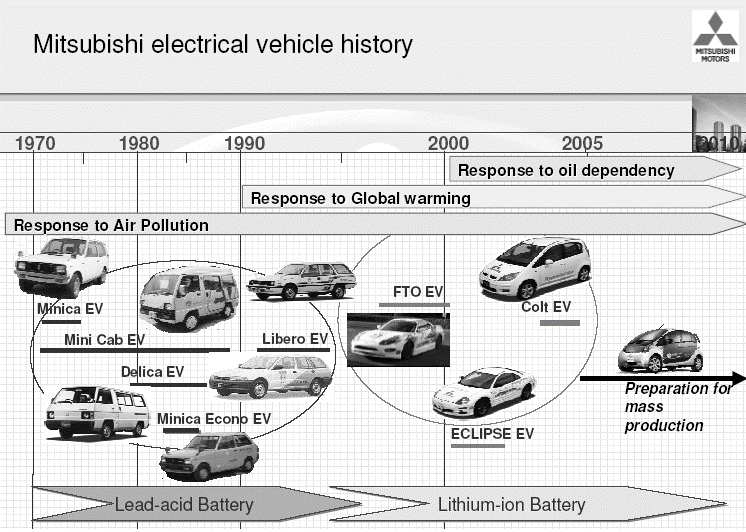 Mitsubishi electrical vehicle history
MITSUBISHI
MOTORS
1970 1980 1990 2000 2005 2010
Response to oil dependency
Response to Global warming
Response to Air Pollution
Minica EV
Mini Cab EV
Delica EV
Libero EV
Minica Econo EV
FTO EV
Colt EV
ECLIPSE EV
Preparation for
mass
production
Lead-acid Battery
Lithium-ion Battery